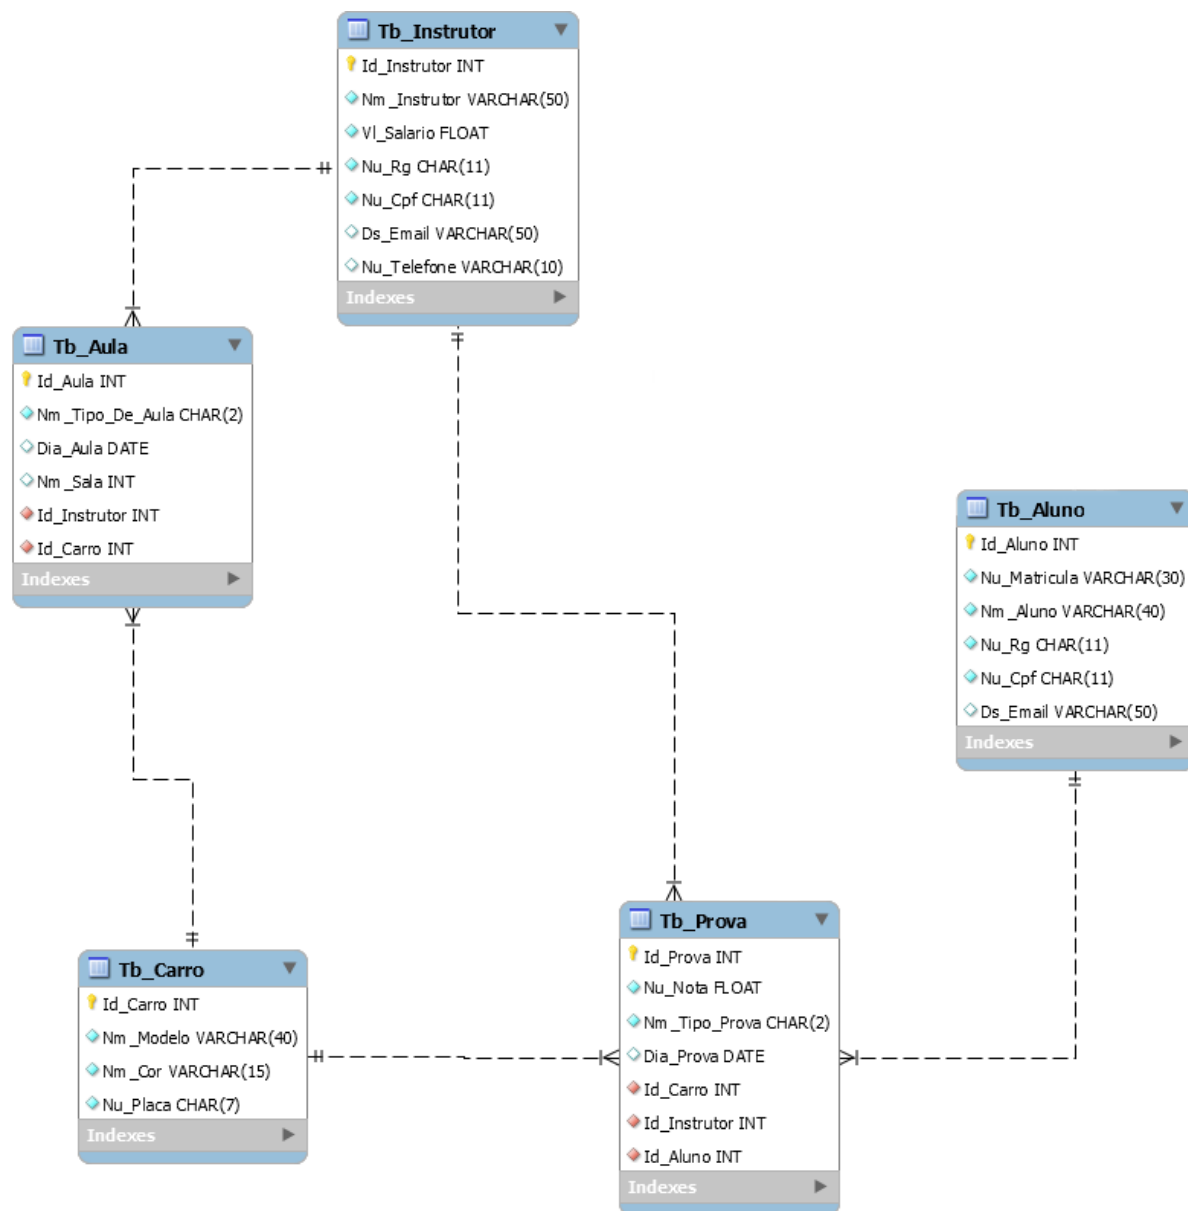 Tb_Instrutor
Id_Instrutor INT
Nm_Instrutor VARCHAR(50)
Vl_Salario FLOAT
Nu_Rg CHAR(11)
Nu_Cpf CHAR(11)
Ds_Email VARCHAR(50)
Nu_Telefone VARCHAR(10)
Indexes
Tb_Aula
Id_Aula INT
Nm_Tipo_De_Aula CHAR(2)
Dia_Aula DATE
Nm_Sala INT
Id_Instrutor INT
Id_Carro INT
Indexes
Tb_Aluno
Id_Aluno INT
Nu_Matricula VARCHAR(30)
Nm_Aluno VARCHAR(40)
Nu_Rg CHAR(11)
Nu_Cpf CHAR(11)
Ds_Email VARCHAR(50)
Indexes
Tb_Carro
Id_Carro INT
Nm_Modelo VARCHAR(40)
Nm_Cor VARCHAR(15)
Nu_Placa CHAR(7)
Indexes
Tb_Prova
Id_Prova INT
Nu_Nota FLOAT
Nm_Tipo_Prova CHAR(2)
Dia_Prova DATE
Id_Carro INT
Id_Instrutor INT
Id_Aluno INT
Indexes